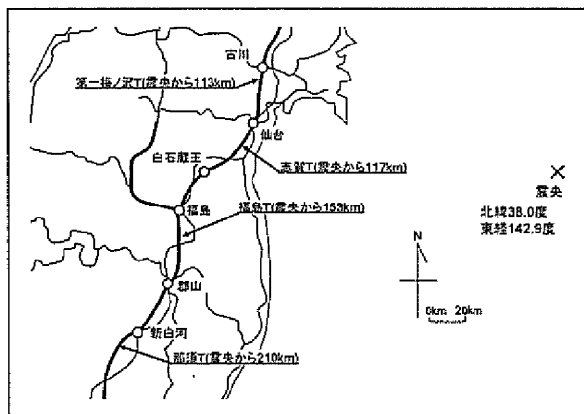 古川
第一梅ノ沢T(震央から113km)
仙台
白石蔵王
志賀T(震央から117km)
震央
北緯38.0度
東経142.9度
福島
福島T(震央から153km)
N
0km 20km
郡山
新白河
那須T(震央から210km)